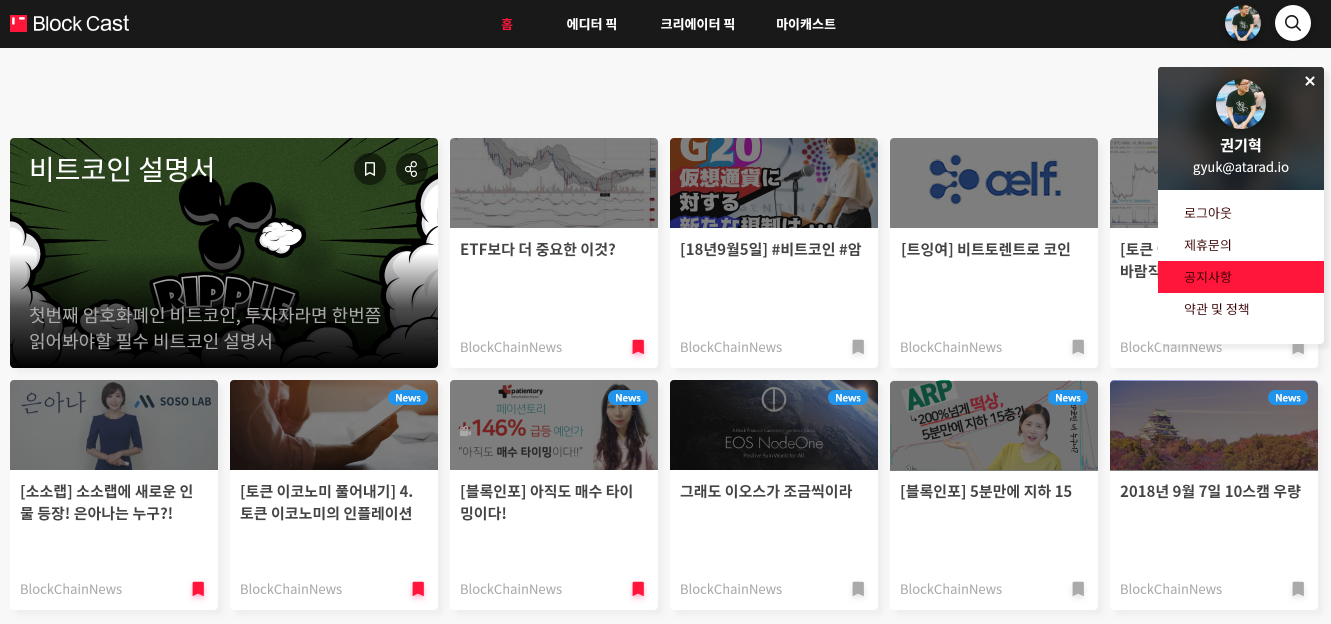 Block Cast
홈
에디터 픽
크리에이터 픽
마이캐스트
권기혁
gyuk@atarad.io
로그아웃
제휴문의
공지사항
약관 및 정책
비트코인 설명서
RIPPLE
첫번째 암호화폐인 비트코인, 투자자라면 한번쯤
읽어봐야할 필수 비트코인 설명서
ETF보다 더 중요한 이것?
BlockChainNews
G20
仮想通貨に
対する
新たな規制は
[18년9월5일] #비트코인 #암
BlockChainNews
ælf.
[트잉여] 비트토렌트로 코인
BlockChainNews
[토큰
바람직
BlockChainNews
은아나
SOSO LAB
[소소랩] 소소랩에 새로운 인
물 등장! 은아나는 누구?!
BlockChainNews
News
[토큰 이코노미 풀어내기] 4.
토큰 이코노미의 인플레이션
BlockChainNews
patientory
News
페이션토리
+146% 급등 예언가
"아직도 매수 타이밍이다!!"
[블록인포] 아직도 매수 타이
밍이다!
BlockChainNews
News
EOS NodeOne
그래도 이오스가 조금씩이라
BlockChainNews
ARP
News
200%넘게 떡상,
5분만에 지하 15층?!
[블록인포] 5분만에 지하 15
BlockChainNews
News
2018년 9월 7일 10스캠 우량
BlockChainNews